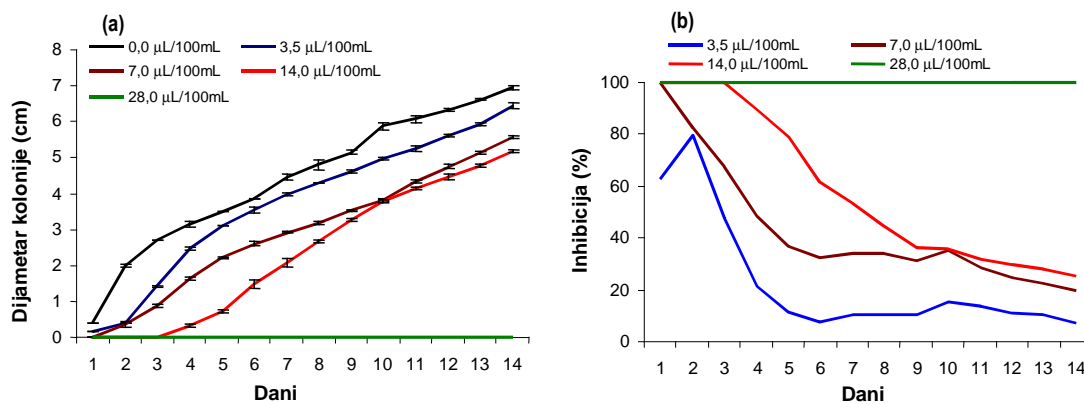 (a)
0,0 µL/100mL 3,5 µL/100mL
7,0 µL/100mL 14,0 µL/100mL
28,0 µL/100mL
Dijametar kolonije (cm)
8
7
6
5
4
3
2
1
0
1 2 3 4 5 6 7 8 9 10 11 12 13 14
Dani
(b)
3,5 µL/100mL 7,0 µL/100mL
14,0 µL/100mL 28,0 µL/100mL
Inhibicija (%)
100
80
60
40
20
0
1 2 3 4 5 6 7 8 9 10 11 12 13 14
Dani